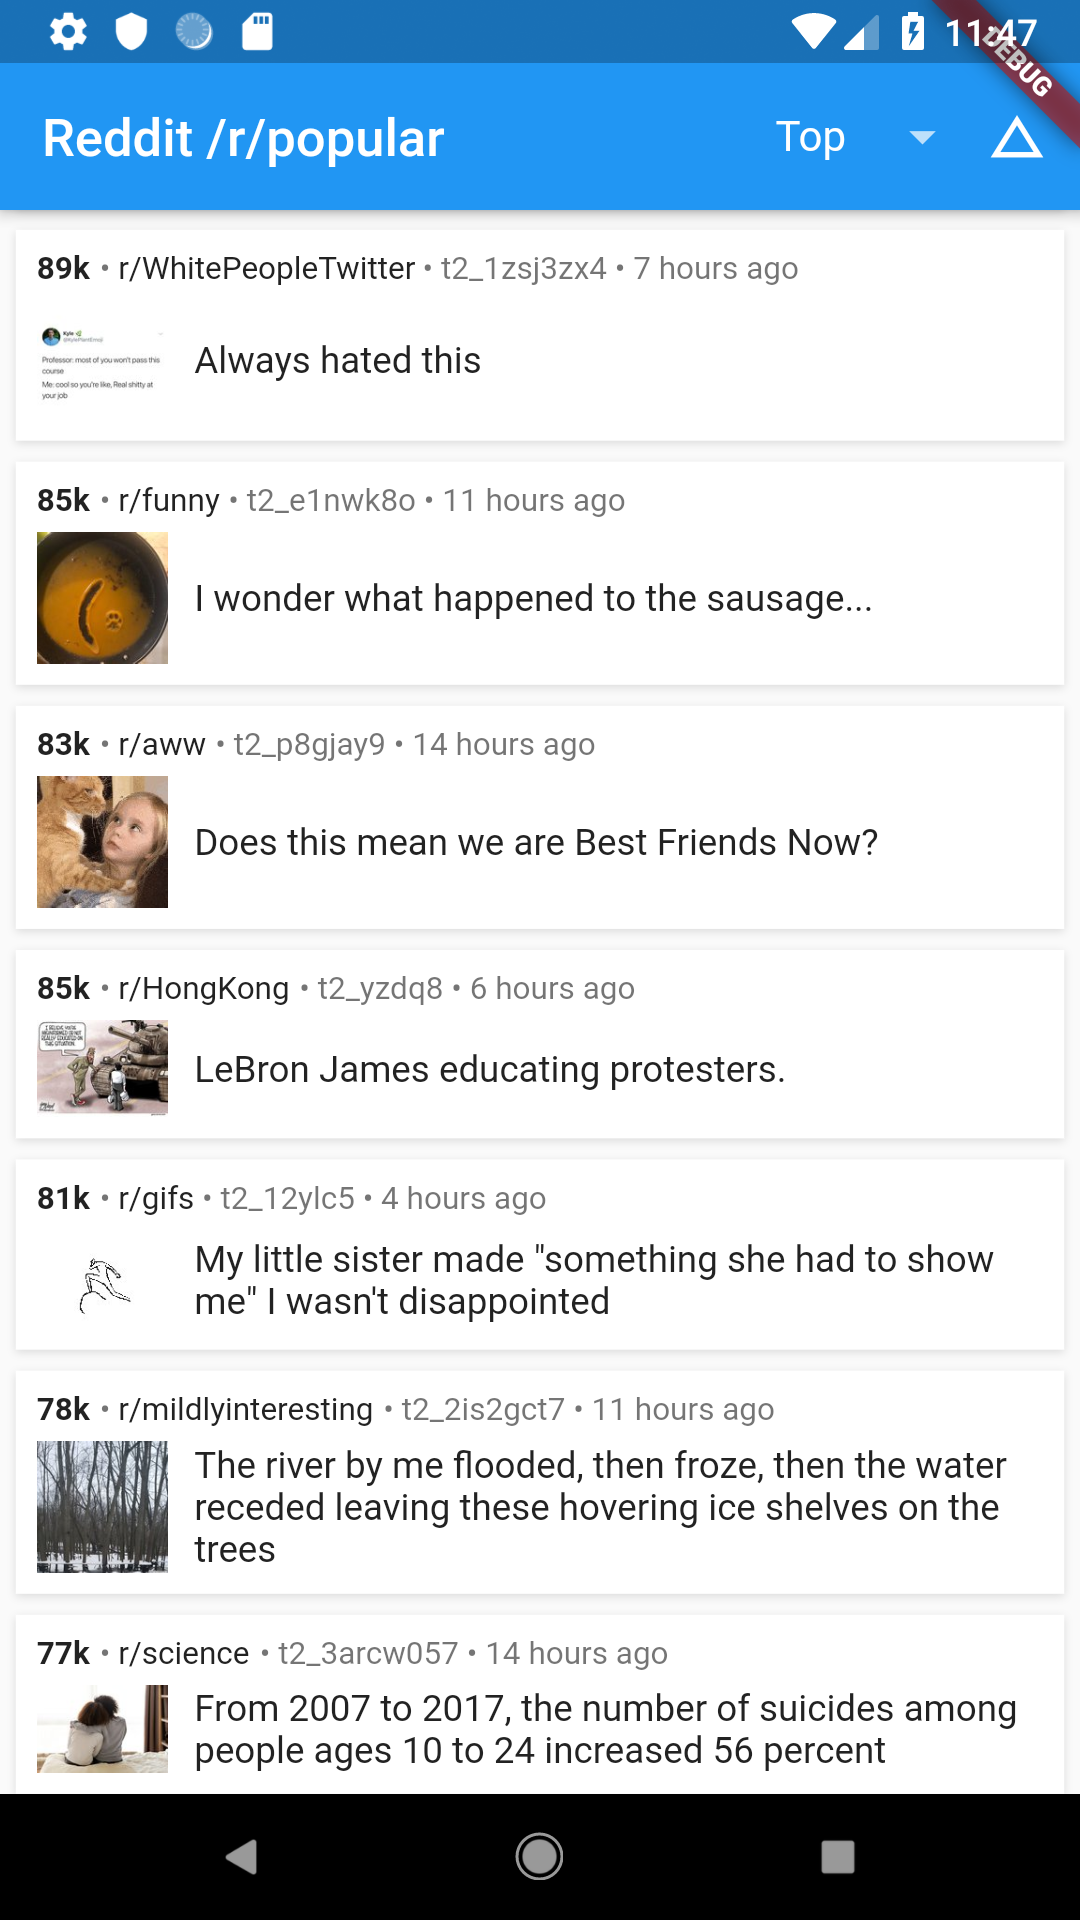 11:47
DEBUG
Reddit /r/popular
Top
89k • r/WhitePeopleTwitter • t2_1zsj3zx4 • 7 hours ago
Kyle
@KylePlantEmoji
Professor: most of you won't pass this
course
Me: cool so you're like, Real shitty at
your job
Always hated this
85k • r/funny • t2_e1nwk8o • 11 hours ago
I wonder what happened to the sausage...
83k • r/aww • t2_p8gjay9 • 14 hours ago
Does this mean we are Best Friends Now?
85k • r/HongKong • t2_yzdq8 • 6 hours ago
LeBron James educating protesters.
81k • r/gifs • t2_12ylc5 • 4 hours ago
My little sister made "something she had to show
me" I wasn't disappointed
78k • r/mildlyinteresting • t2_2is2gct7 • 11 hours ago
The river by me flooded, then froze, then the water
receded leaving these hovering ice shelves on the
trees
77k • r/science • t2_3arcw057 • 14 hours ago
From 2007 to 2017, the number of suicides among
people ages 10 to 24 increased 56 percent